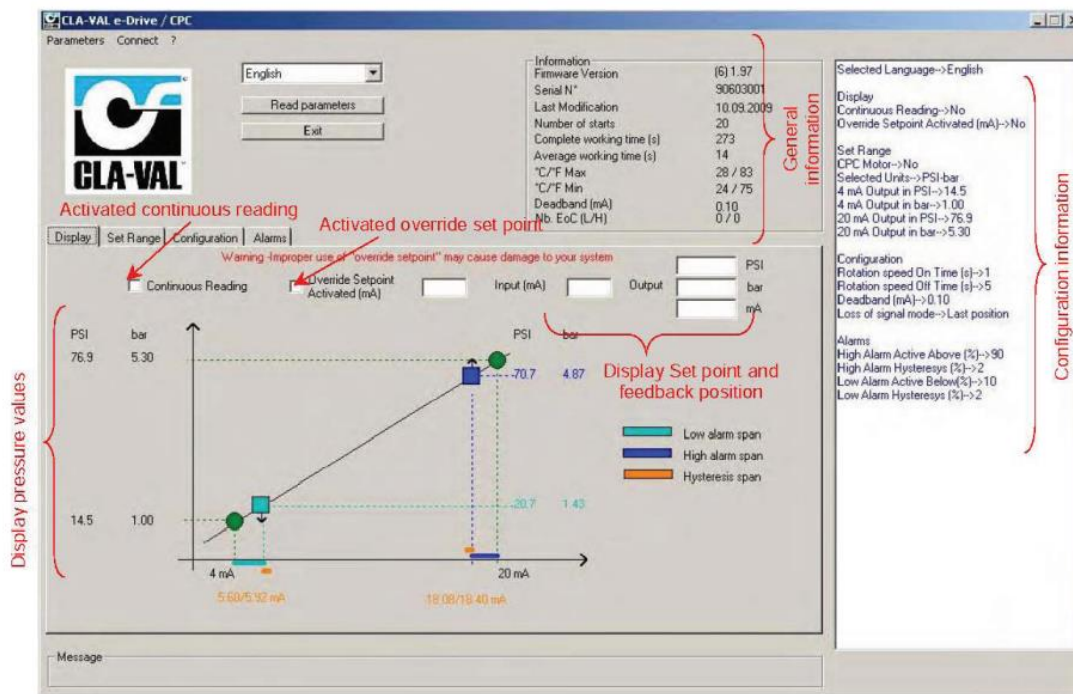 CLA-VAL e-Drive / CPC
Parameters Connect ?
English
Read parameters
Exit
CLA-VAL
Information
Firmware Version (6) 1.97
Serial N° 90603001
Last Modification 10.09.2009
Number of starts 20
Complete working time (s) 273
Average working time (s) 14
°C/°F Max 28 / 83
°C/°F Min 24 / 75
Deadband (mA) 0.10
Nb. EoC (L/H) 0 / 0
General
information
Selected Language-->English
Display
Continuous Reading-->No
Override Setpoint Activated (mA)-->No
Set Range
CPC Motor-->No
Selected Units-->PSI-bar
4 mA Output in PSI-->14.5
4 mA Output in bar-->1.00
20 mA Output in PSI-->76.9
20 mA Output in bar-->5.30
Configuration
Rotation speed On Time (s)-->1
Rotation speed Off Time (s)-->5
Deadband (mA)-->0.10
Loss of signal mode-->Last position
Alarms
High Alarm Active Above (%)-->90
High Alarm Hysteresys (%)-->2
Low Alarm Active Below(%)-->10
Low Alarm Hysteresys (%)-->2
Configuration information
Activated continuous reading
Activated override set point
Display Set Range Configuration Alarms
Warning -Improper use of "override setpoint" may cause damage to your system
Continuous Reading
Override Setpoint
Activated (mA)
Input (mA)
Output
PSI
bar
mA
Display pressure values
PSI bar
76.9 5.30
14.5 1.00
PSI bar
70.7 4.87
20.7 1.43
Display Set point and
feedback position
Low alarm span
High alarm span
Hysteresis span
4 mA
20 mA
5.60/5.92 mA
18.08/18.40 mA
Message